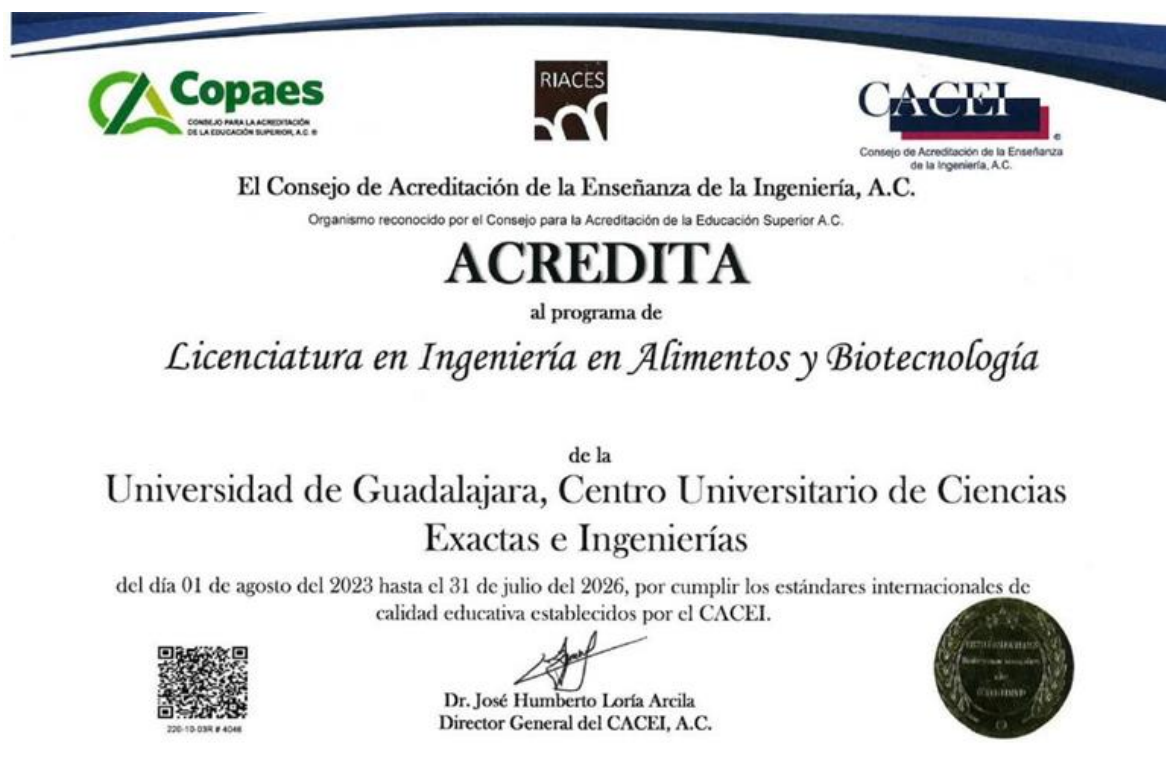 Copaes
CONSEJO PARA LA ACREDITACIÓN
DE LA EDUCACIÓN SUPERIOR, A.C. ®
RIACES
CACEI
©
Consejo de Acreditación de la Enseñanza
de la Ingeniería, A.C.
El Consejo de Acreditación de la Enseñanza de la Ingeniería, A.C.
Organismo reconocido por el Consejo para la Acreditación de la Educación Superior A.C.
ACREDITA
al programa de
Licenciatura en Ingeniería en Alimentos y Biotecnología
de la
Universidad de Guadalajara, Centro Universitario de Ciencias
Exactas e Ingenierías
del día 01 de agosto del 2023 hasta el 31 de julio del 2026, por cumplir los estándares internacionales de
calidad educativa establecidos por el CACEI.
Dr. José Humberto Loría Arcila
Director General del CACEI, A.C.